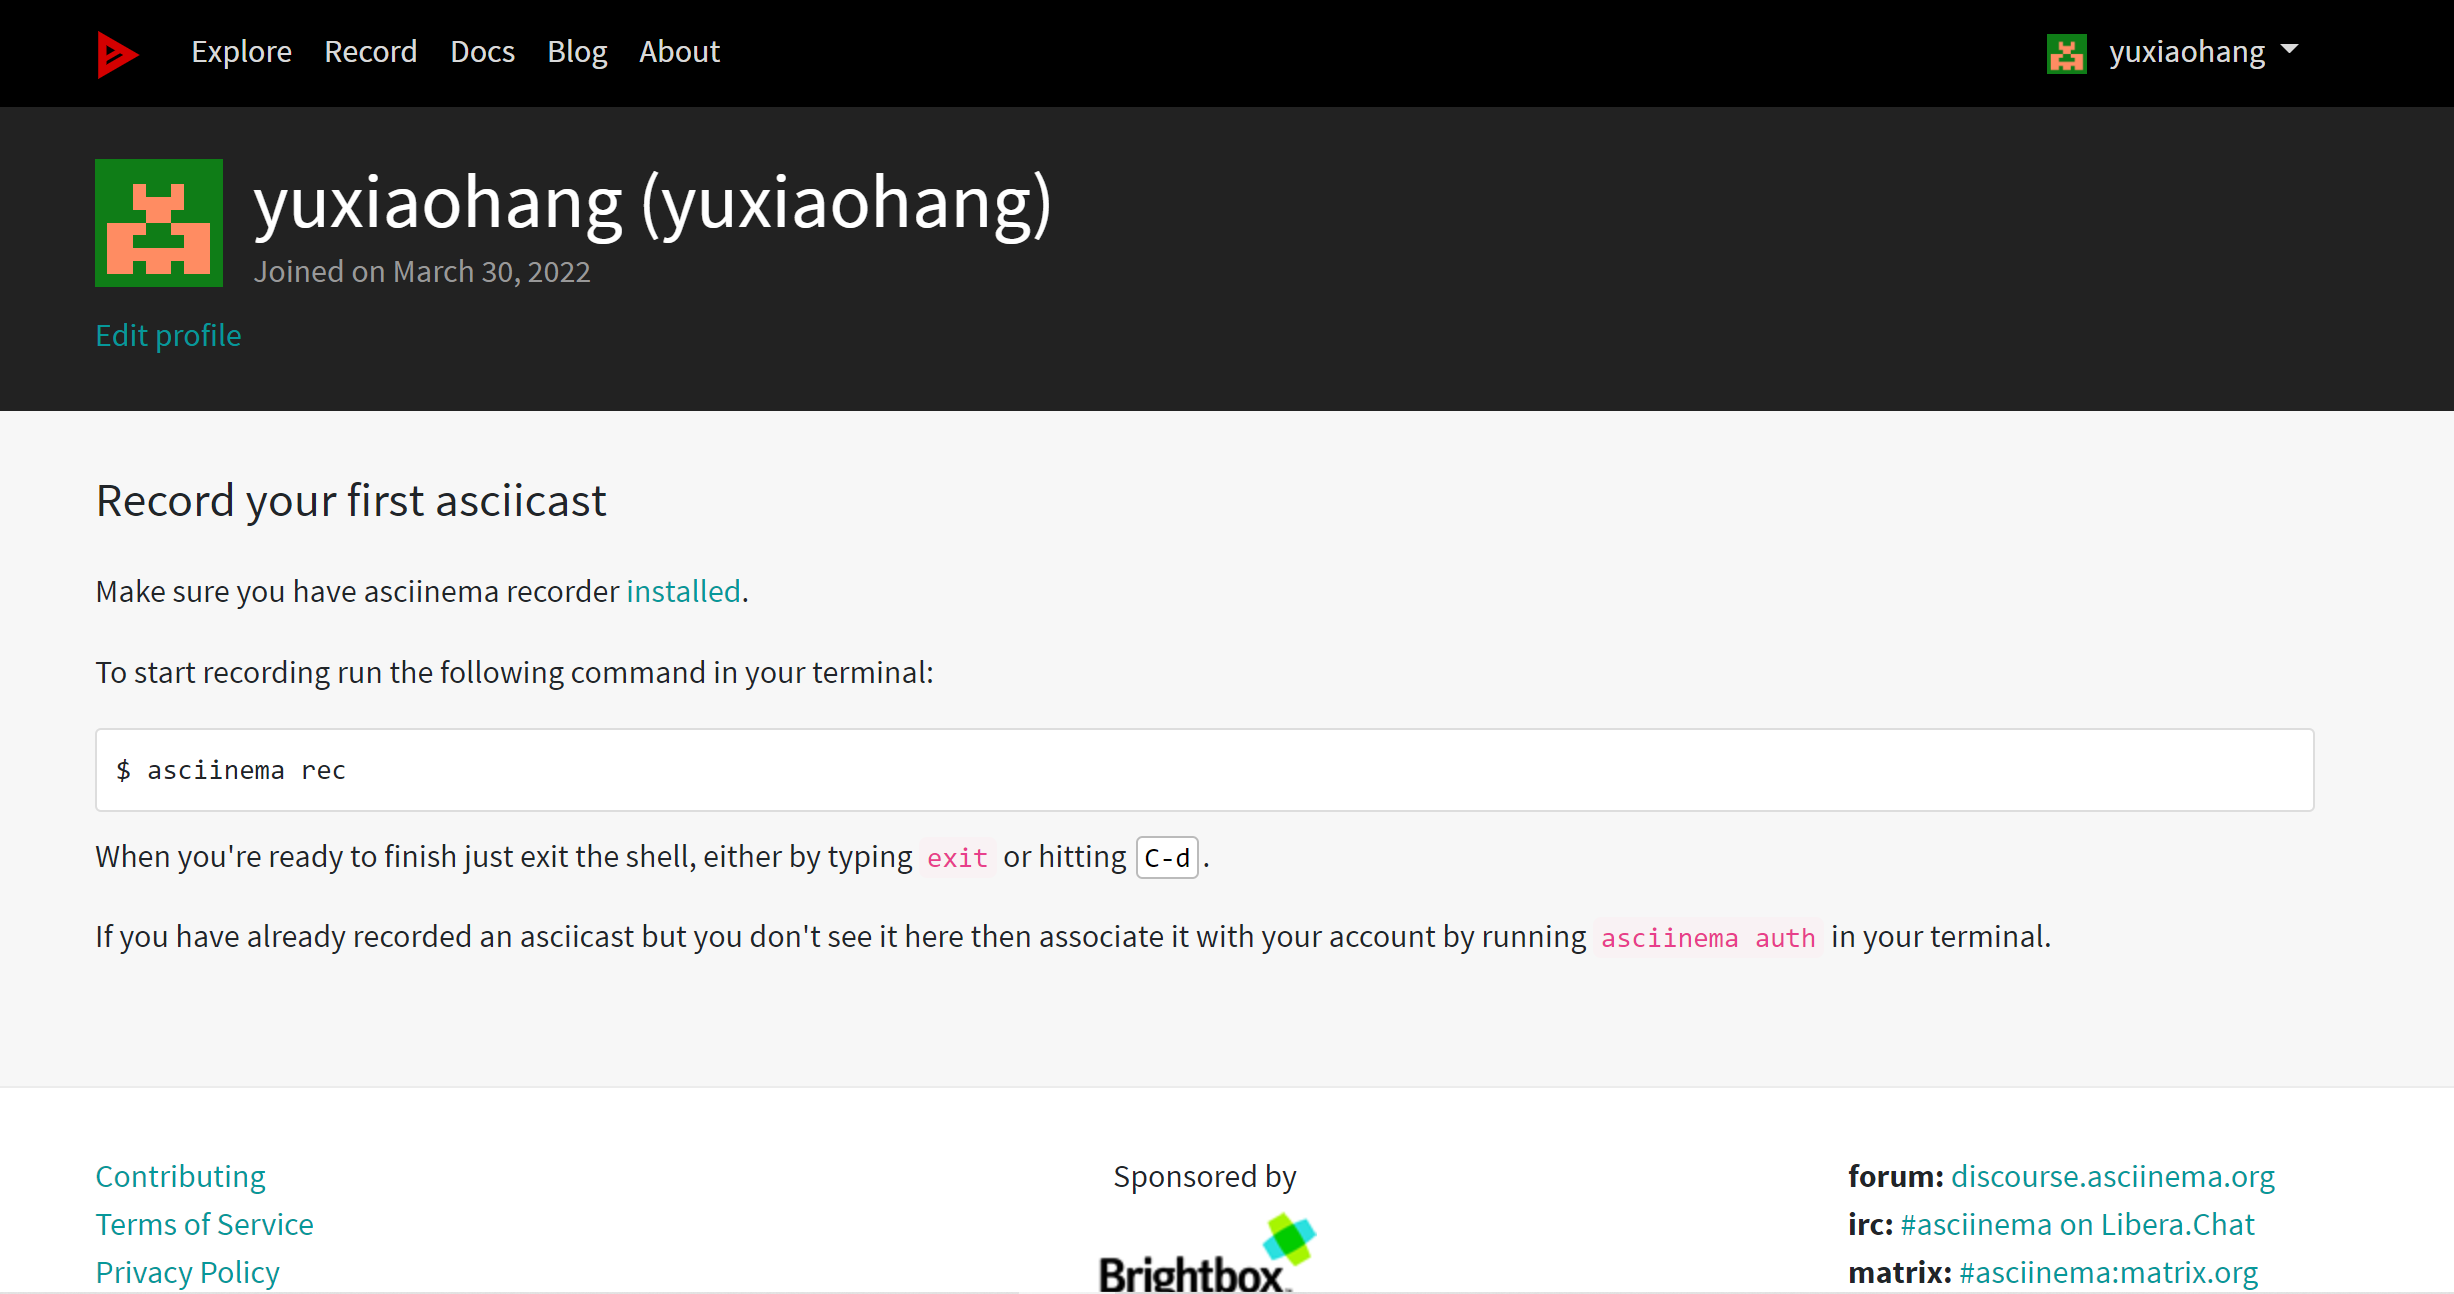 Explore Record Docs Blog About
yuxiaohang
yuxiaohang (yuxiaohang)
Joined on March 30, 2022
Edit profile
Record your first asciicast
Make sure you have asciinema recorder installed.
To start recording run the following command in your terminal:
$ asciinema rec
When you're ready to finish just exit the shell, either by typing exit or hitting C-d.
If you have already recorded an asciicast but you don't see it here then associate it with your account by running asciinema auth in your terminal.
Contributing
Terms of Service
Privacy Policy
Sponsored by
Brightbox
forum: discourse.asciinema.org
irc: #asciinema on Libera.Chat
matrix: #asciinema:matrix.org